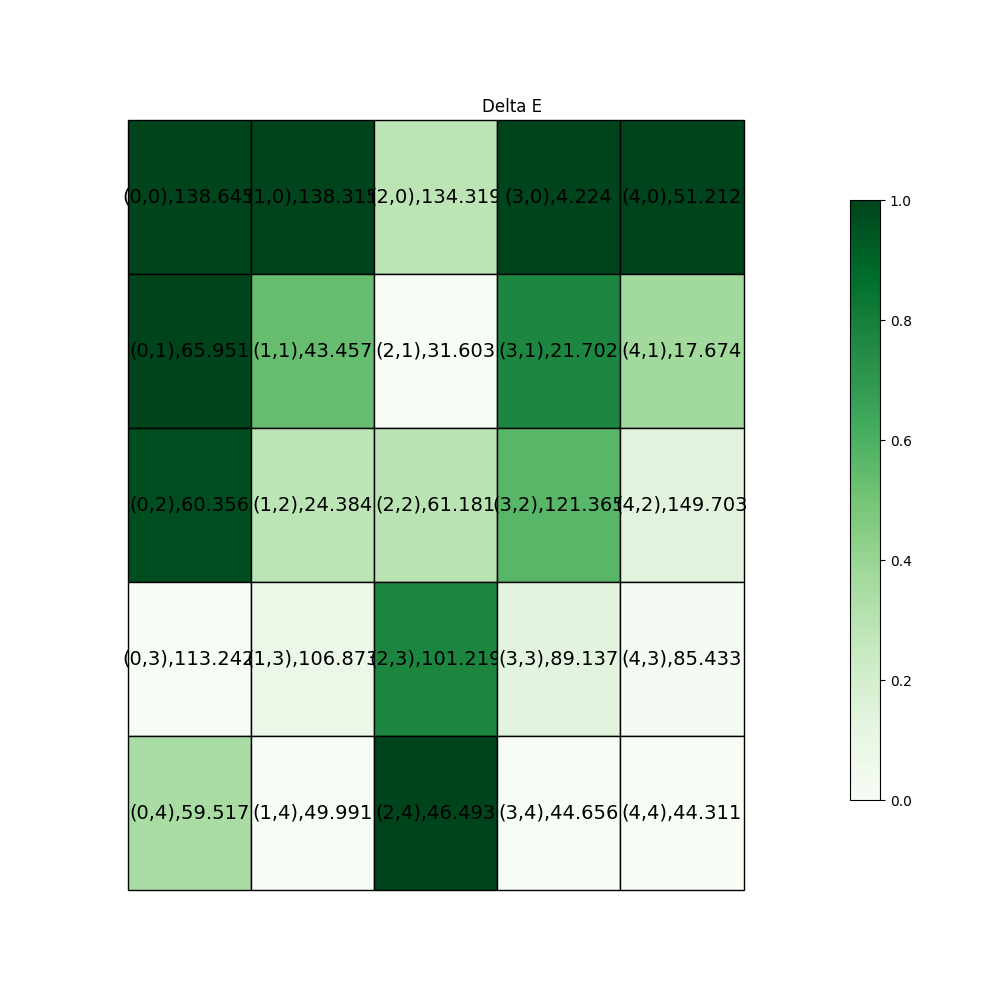 Delta E
(0,0),138.645 (1,0),138.315 (2,0),134.319 (3,0),4.224 (4,0),51.212
(0,1),65.951 (1,1),43.457 (2,1),31.603 (3,1),21.702 (4,1),17.674
(0,2),60.356 (1,2),24.384 (2,2),61.181 (3,2),121.365 (4,2),149.703
(0,3),113.242 (1,3),106.873 (2,3),101.219 (3,3),89.137 (4,3),85.433
(0,4),59.517 (1,4),49.991 (2,4),46.493 (3,4),44.656 (4,4),44.311
1.0
0.8
0.6
0.4
0.2
0.0